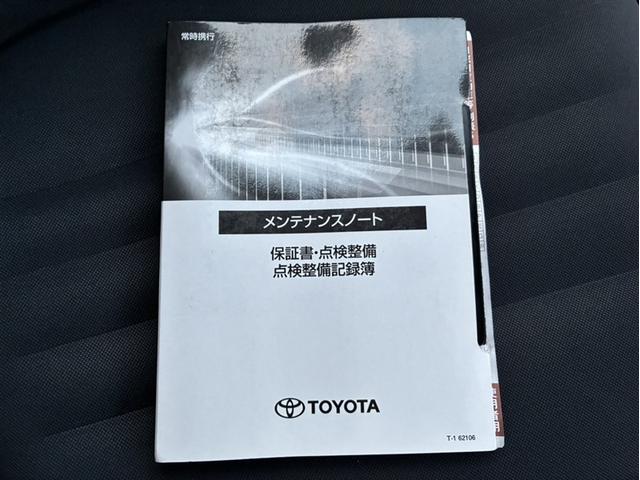 常時携行
メンテナンスノート
保証書・点検整備
点検整備記録簿
TOYOTA
T-1 62106